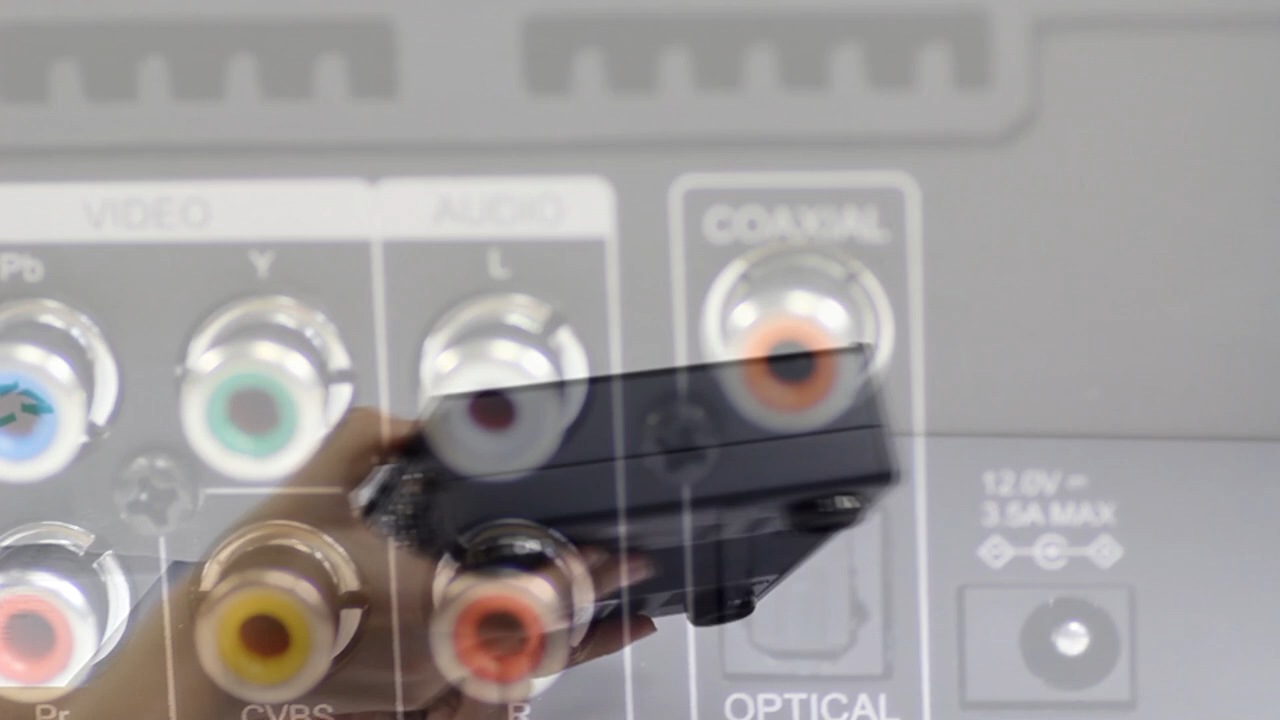 VIDEO
AUDIO
COAXIAL
Pb
Y
L
12.0V
3.5A MAX
Pr
CVBS
R
OPTICAL